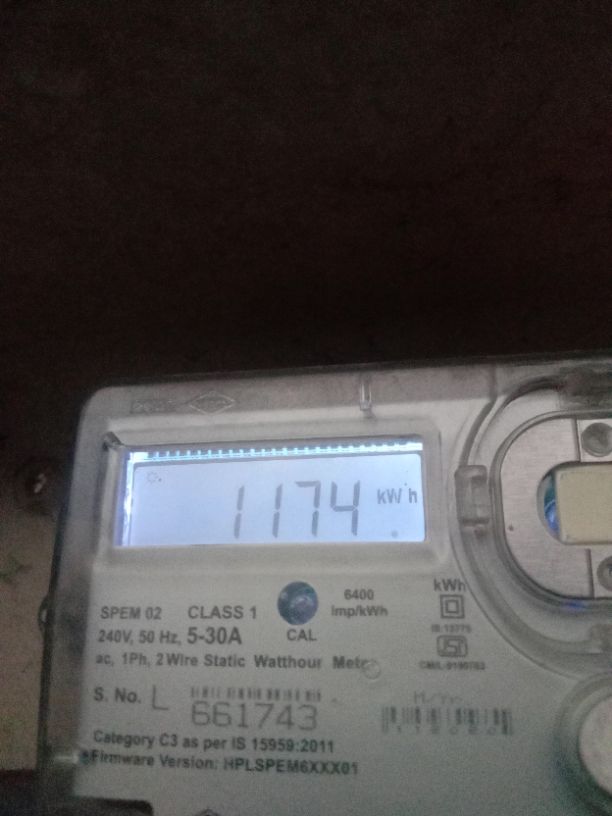 1174 kWh
SPEM 02 CLASS 1
240V, 50 Hz, 5-30A
6400
imp/kWh
CAL
kWh
ac, 1Ph, 2 Wire Static Watthour Meter
S. No. L
661743
Category C3 as per IS 15959:2011
Firmware Version: HPLSPEM6XXX01